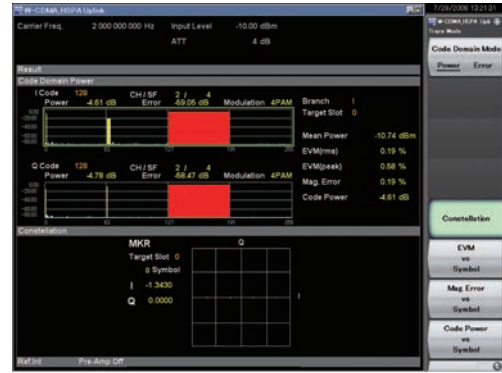 W-CDMA, HSPA Uplink
7/29/2008 13:21:01
Carrier Freq. 2 000 000 000 Hz Input Level -10.00 dBm
ATT 4 dB
Result
Code Domain Power
I Code 128 CH / SF 2 / 4
Power -4.61 dB Error -69.05 dB Modulation 4PAM
Branch I
Target Slot 0
Mean Power -10.74 dBm
EVM(rms) 0.19 %
EVM(peak) 0.58 %
Mag. Error 0.19 %
Code Power -4.61 dB
Q Code 128 CH / SF 2 / 4
Power -4.78 dB Error -68.47 dB Modulation 4PAM
Constellation
MKR
Target Slot 0
0 Symbol
I -1.3430
Q 0.0000
Q
I
Ref.Int Pre-Amp Off
Trace Mode
Code Domain Mode
Power Error
Constellation
EVM
vs
Symbol
Mag. Error
vs
Symbol
Code Power
vs
Symbol